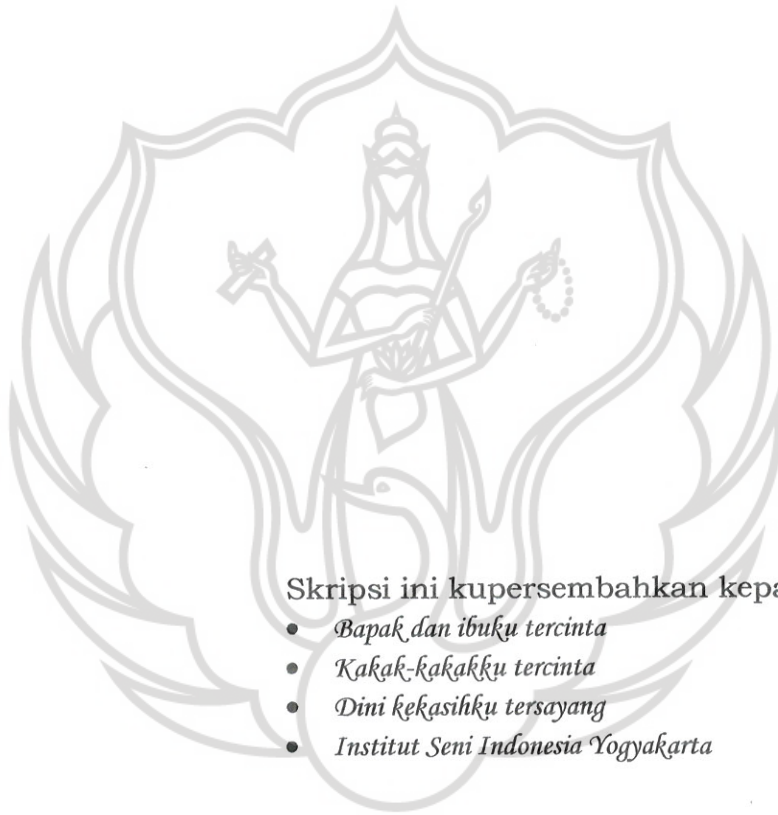 Skripsi ini kupersembahkan kepa
• Bapak dan ibuku tercinta
• Kakak-kakakku tercinta
• Dini kekasihku tersayang
• Institut Seni Indonesia Yogyakarta